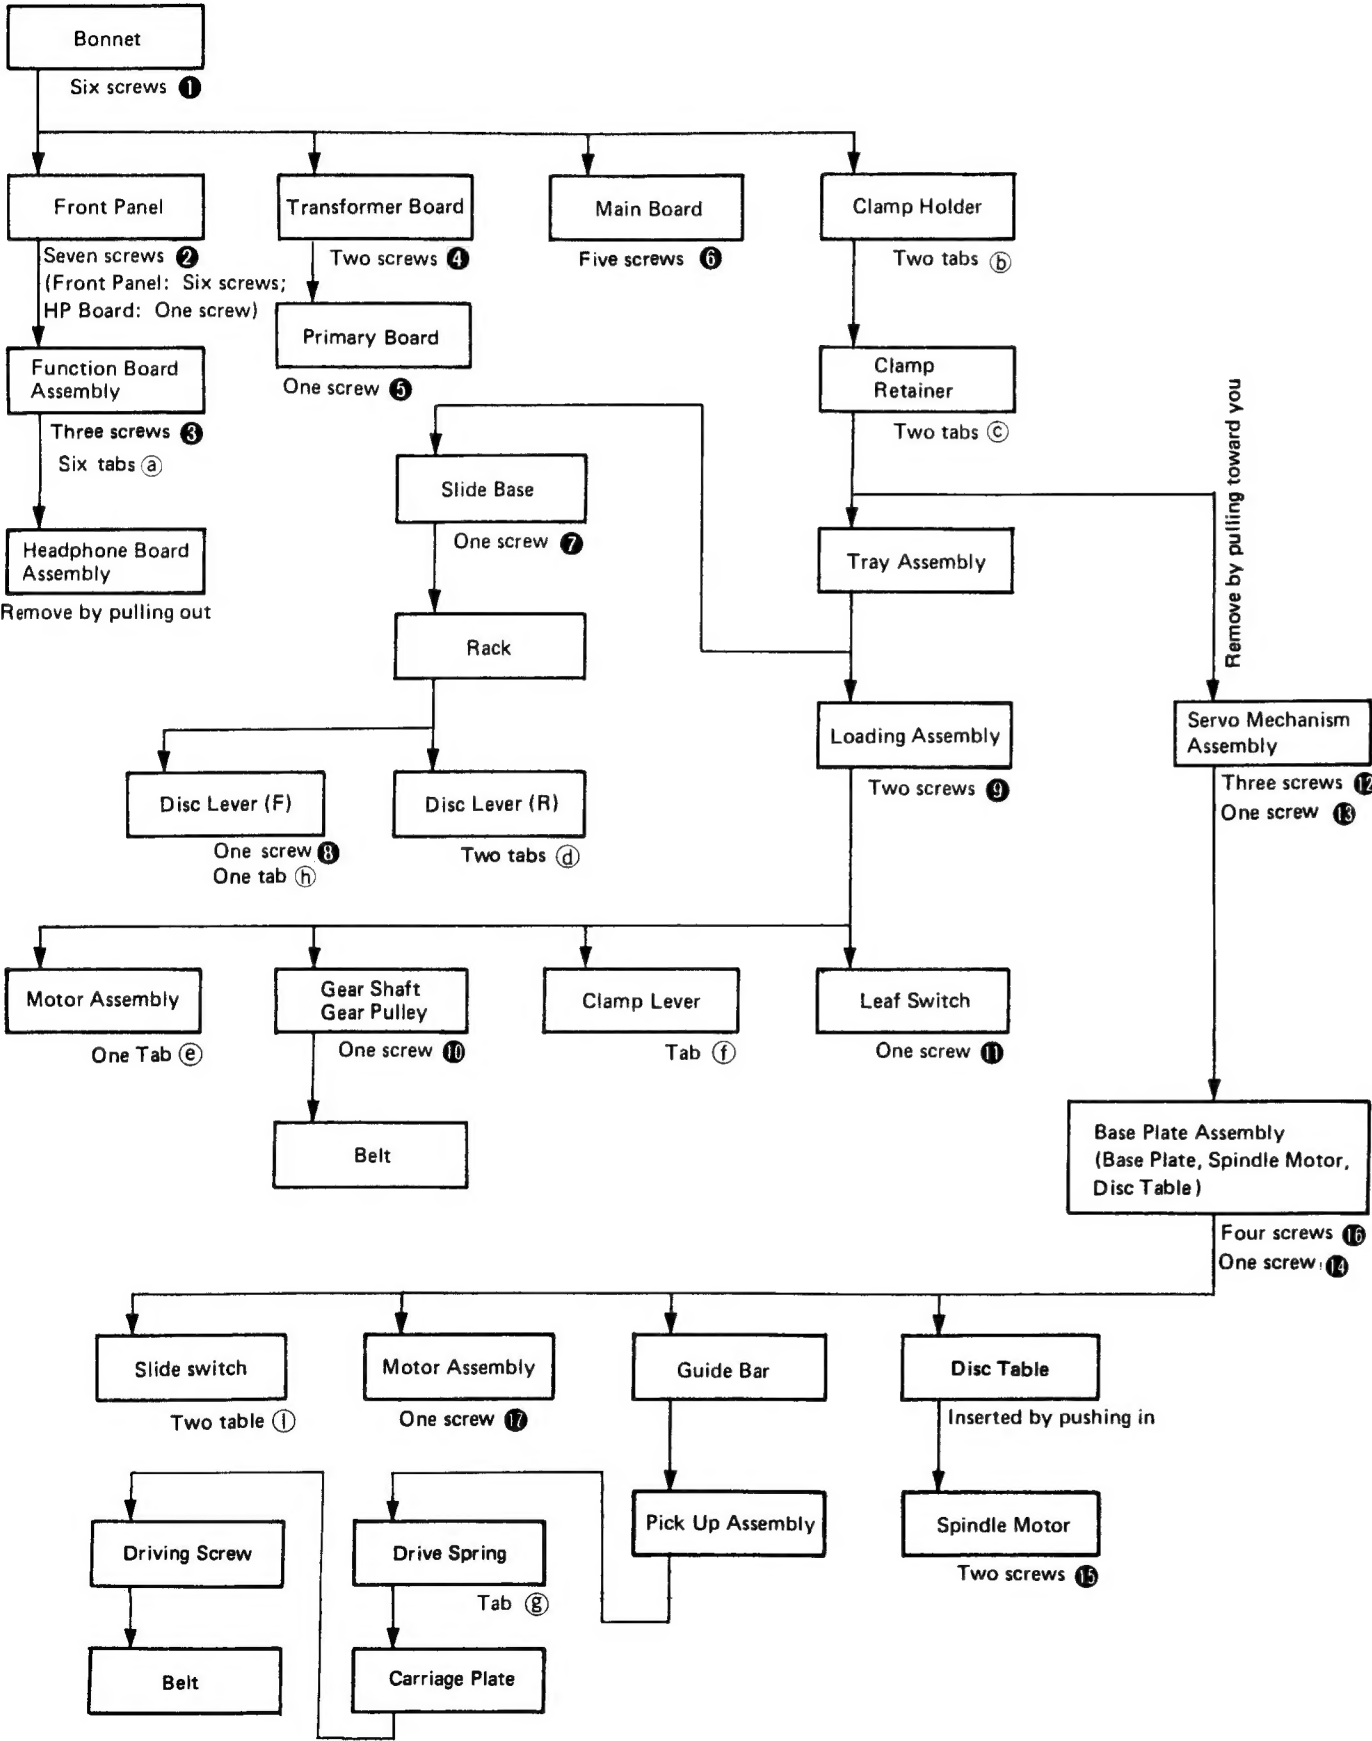 Bonnet
Six screws ❶
Front Panel
Transformer Board
Main Board
Clamp Holder
Seven screws ❷
(Front Panel: Six screws;
HP Board: One screw)
Two screws ❹
Five screws ❻
Two tabs ⓑ
Primary Board
One screw ❺
Function Board
Assembly
Clamp
Retainer
Three screws ❸
Six tabs ⓐ
Two tabs ⓒ
Remove by pulling toward you
Slide Base
One screw ❼
Headphone Board
Assembly
Remove by pulling out
Tray Assembly
Rack
Loading Assembly
Two screws ❾
Servo Mechanism
Assembly
Three screws ⓬
One screw ⓭
Disc Lever (F)
One screw ❽
One tab ⓗ
Disc Lever (R)
Two tabs ⓓ
Motor Assembly
One Tab ⓔ
Gear Shaft
Gear Pulley
One screw ❿
Clamp Lever
Tab ⓕ
Leaf Switch
One screw ⓫
Belt
Base Plate Assembly
(Base Plate, Spindle Motor,
Disc Table)
Four screws ⓰
One screw ⓮
Slide switch
Two table ⓘ
Motor Assembly
One screw ⓱
Guide Bar
Disc Table
Inserted by pushing in
Driving Screw
Drive Spring
Tab ⓖ
Pick Up Assembly
Spindle Motor
Two screws ⓯
Belt
Carriage Plate